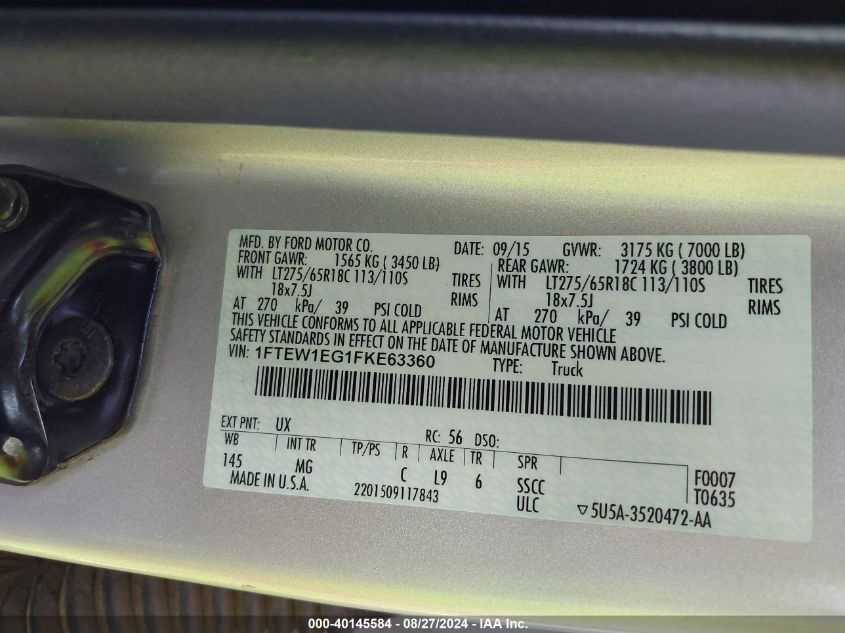 MFD. BY FORD MOTOR CO. DATE: 09/15 GVWR: 3175 KG ( 7000 LB)
FRONT GAWR: 1565 KG ( 3450 LB) REAR GAWR: 1724 KG ( 3800 LB)
WITH LT275/65R18C 113/110S TIRES WITH LT275/65R18C 113/110S TIRES
18x7.5J RIMS 18x7.5J RIMS
AT 270 kPa/ 39 PSI COLD AT 270 kPa/ 39 PSI COLD
THIS VEHICLE CONFORMS TO ALL APPLICABLE FEDERAL MOTOR VEHICLE
SAFETY STANDARDS IN EFFECT ON THE DATE OF MANUFACTURE SHOWN ABOVE.
VIN: 1FTEW1EG1FKE63360 TYPE: Truck
EXT PNT: UX RC: 56 DSO:
WB INT TR TP/PS R AXLE TR SPR
145 MG C L9 6 SSCC F0007
MADE IN U.S.A. 2201509117843 ULC T0635
▽5U5A-3520472-AA
000-40145584 - 08/27/2024 - IAA Inc.